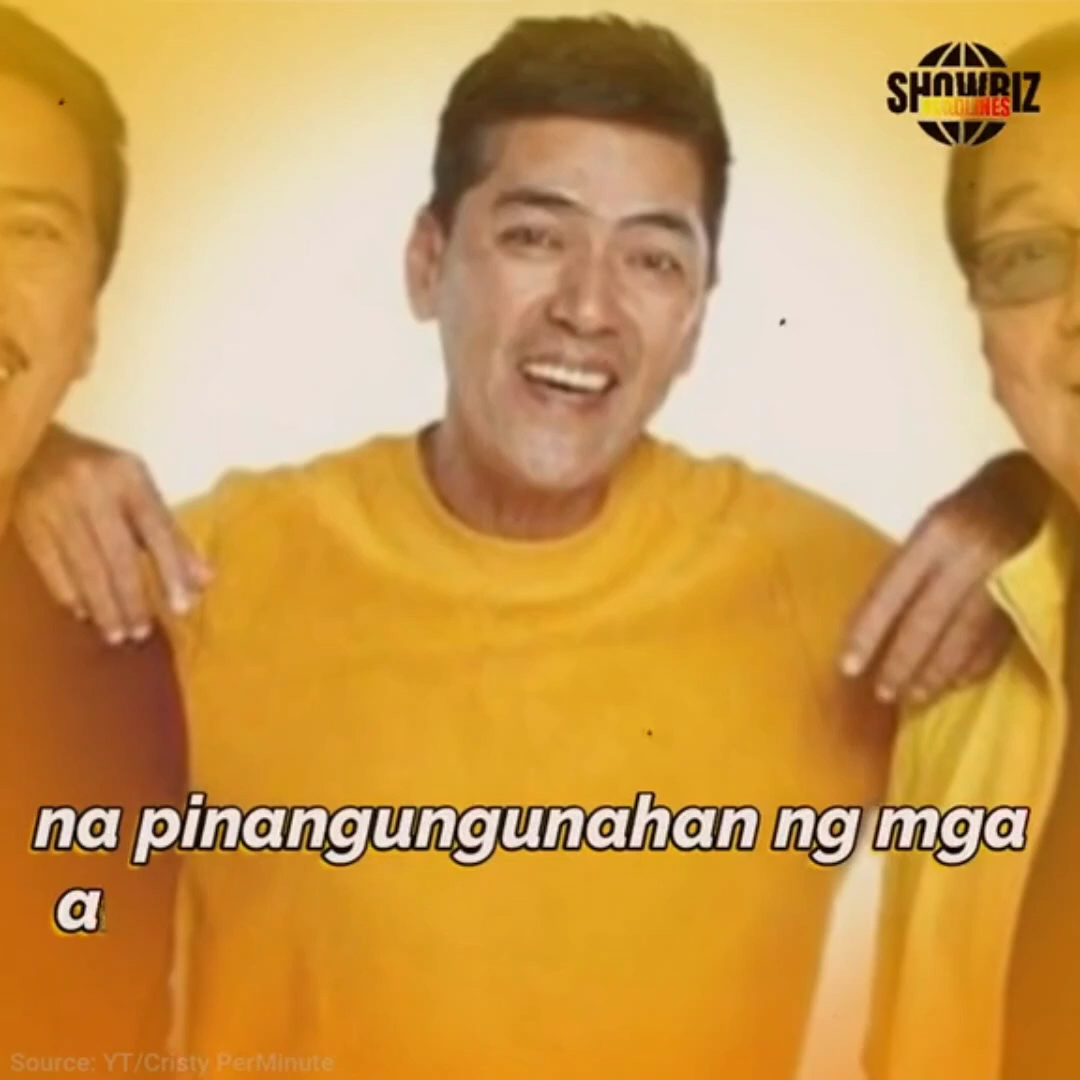 SHOWBIZ
HEADLINES
na pinangungunahan ng mga
a
Source: YT/Cristy PerMinute